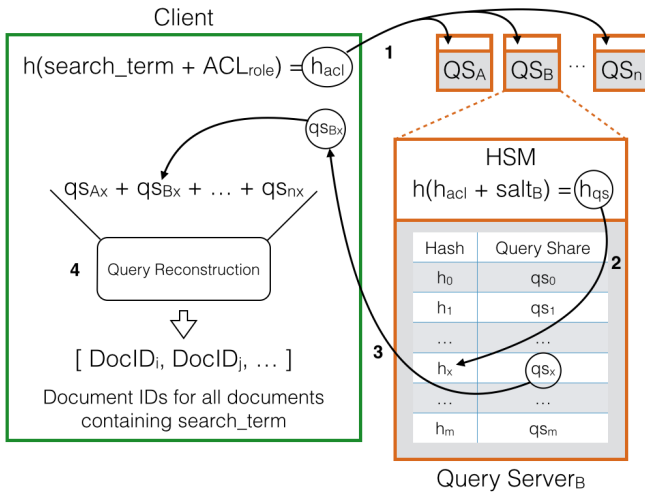 Client
h(search_term + ACLrole) = hacl
1
QSA QSB ... QSn
qsBx
qsAx + qsBx + ... + qsnx
4
Query Reconstruction
[ DocIDi, DocIDj, ... ]
Document IDs for all documents
containing search_term
HSM
h(hacl + saltB) = hqs
2
Hash Query Share
h0 qs0
h1 qs1
... ...
3
hx qsx
... ...
hm qsm
Query ServerB